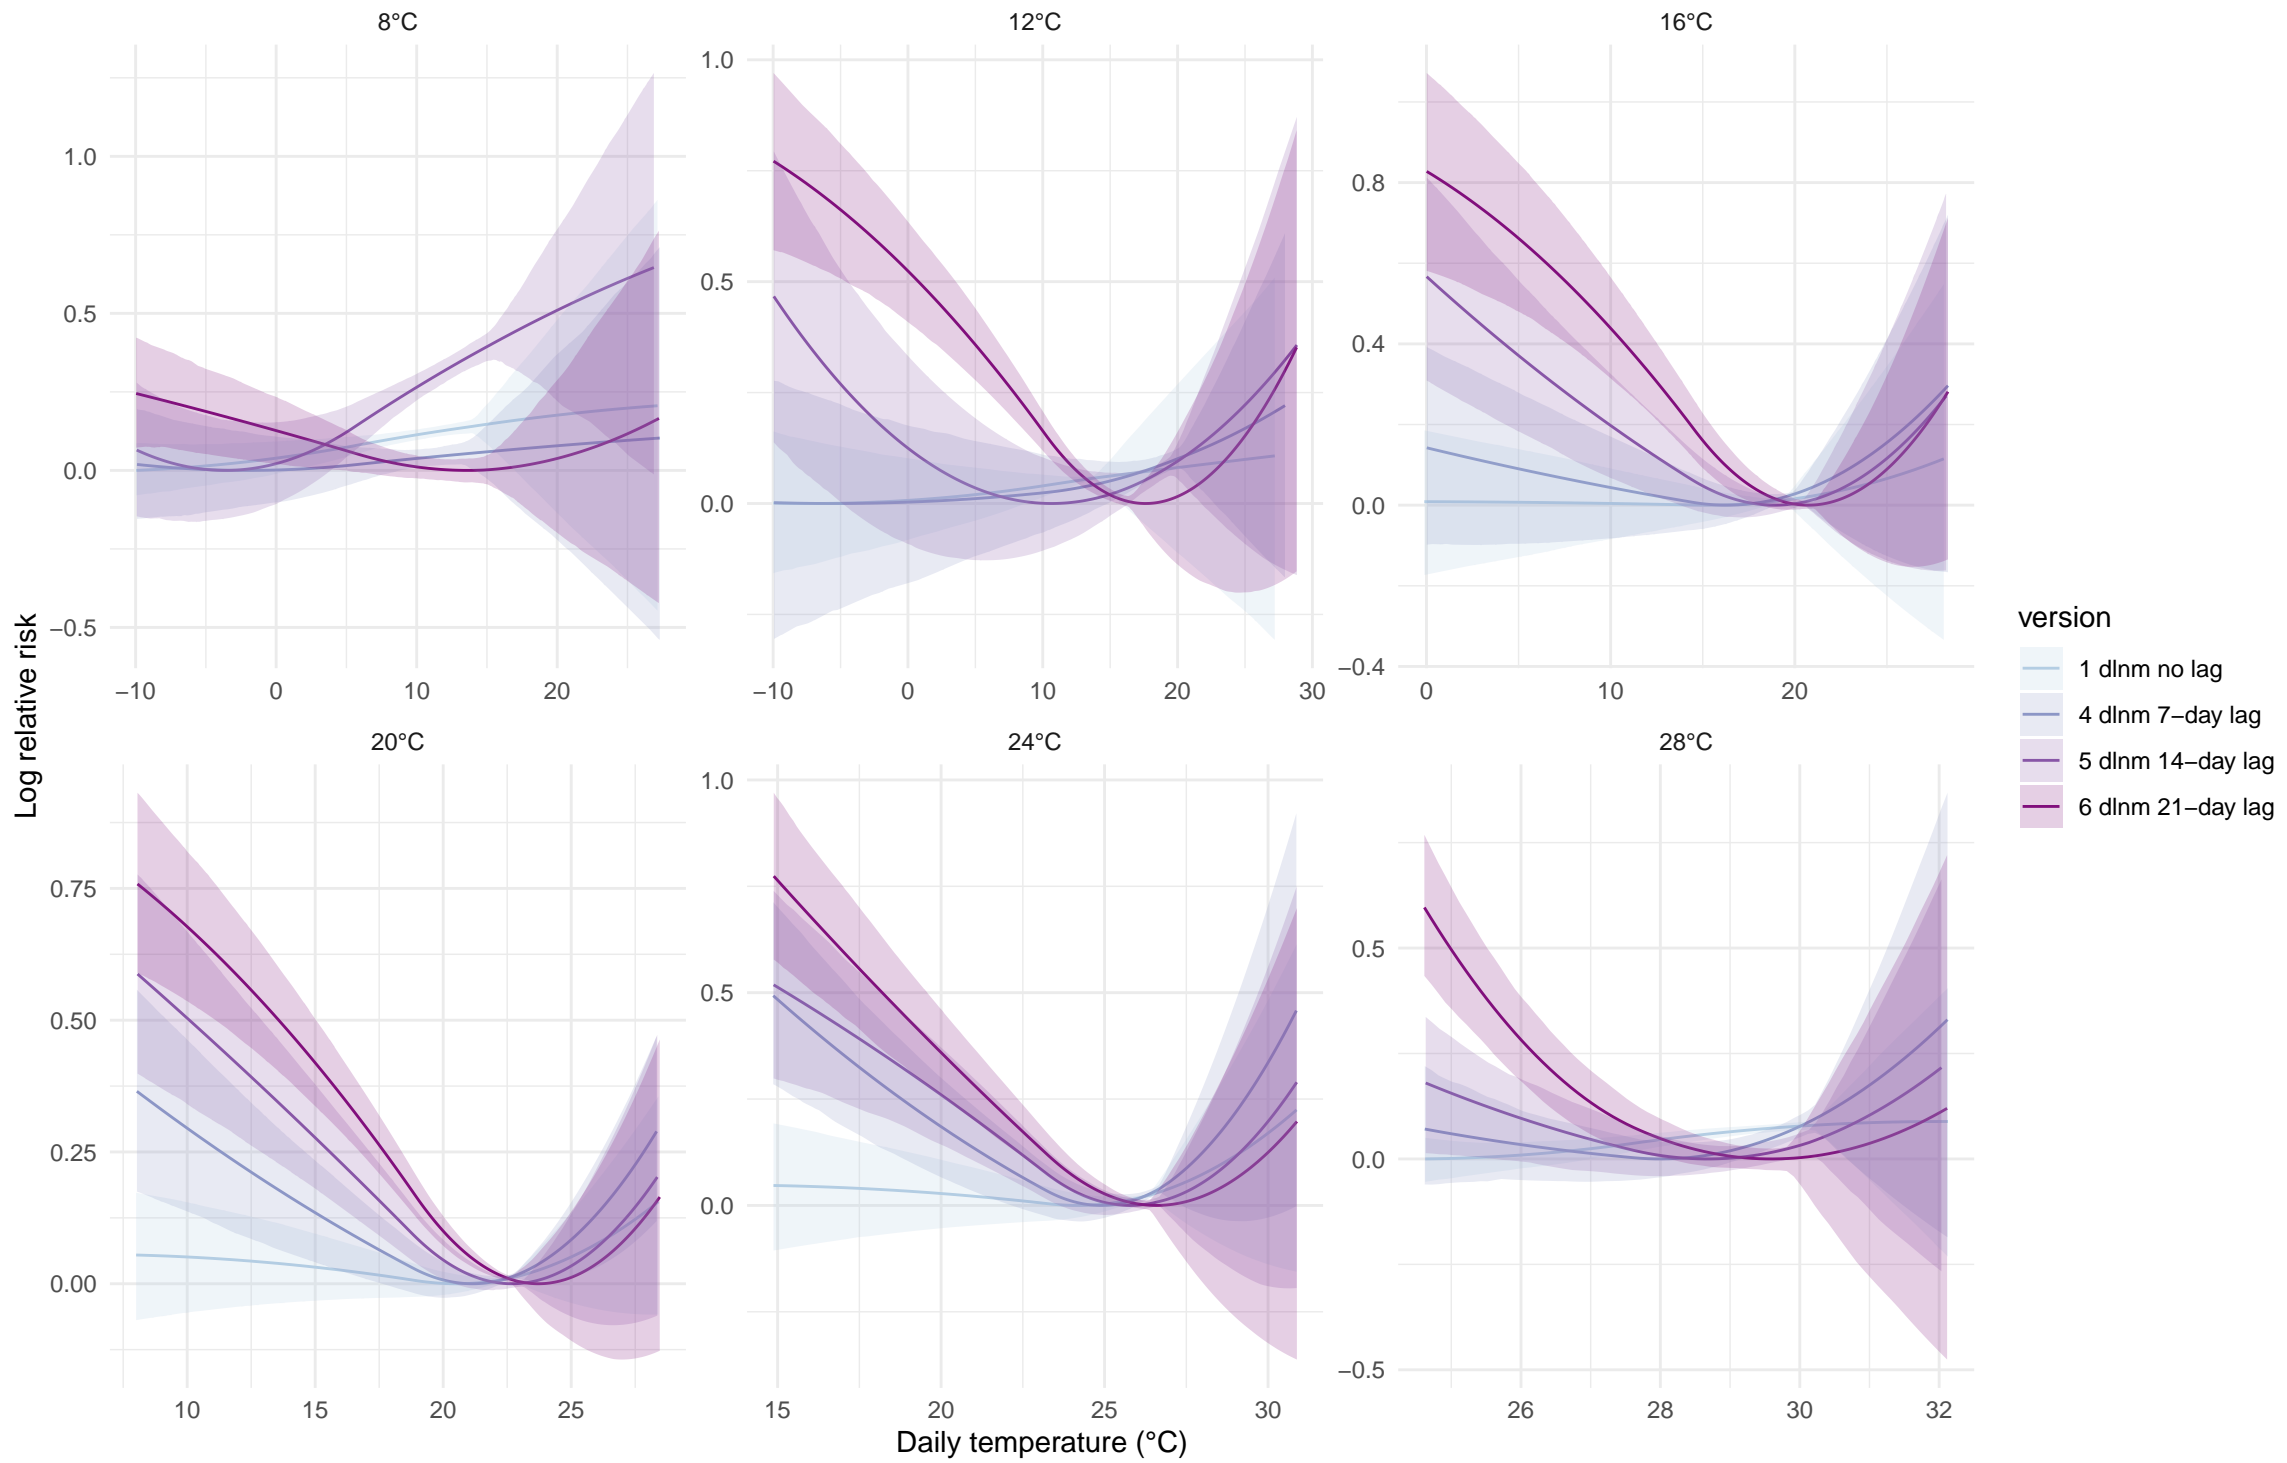 8°C 12°C 16°C
1.0
0.5
0.0
−0.5
−10 0 10 20
1.0
0.5
0.0
−10 0 10 20 30
0.8
0.4
0.0
−0.4
0 10 20
20°C 24°C 28°C
0.75
0.50
0.25
0.00
10 15 20 25
1.0
0.5
0.0
15 20 25 30
0.5
0.0
−0.5
26 28 30 32
Log relative risk
Daily temperature (°C)
version
1 dlnm no lag
4 dlnm 7−day lag
5 dlnm 14−day lag
6 dlnm 21−day lag